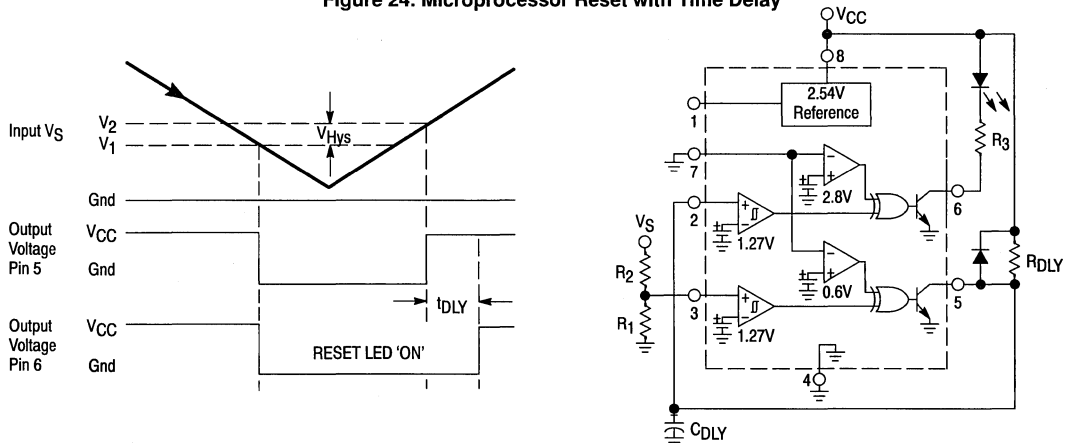 Figure 24. Microprocessor Reset with Time Delay
Input VS
V2
V1
VHys
Gnd
Output
Voltage
Pin 5
VCC
Gnd
tDLY
Output
Voltage
Pin 6
VCC
Gnd
RESET LED 'ON'
VCC
8
2.54V
Reference
1
R3
7
2.8V
6
2
1.27V
VS
R2
0.6V
RDLY
5
3
R1
1.27V
4
CDLY